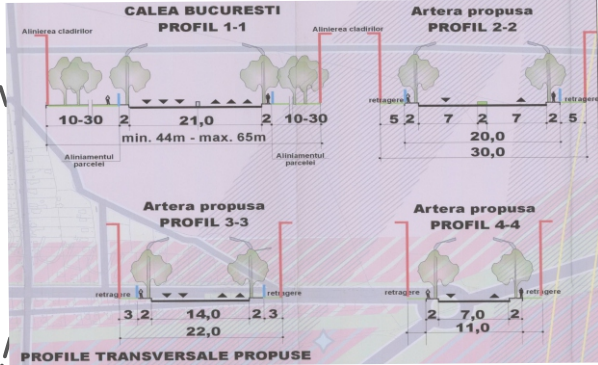 CALEA BUCURESTI
PROFIL 1-1
Alinierea cladirilor
Alinierea cladirilor
10-30
2
21,0
2
10-30
min. 44m - max. 65m
Aliniamentul
parcelei
Aliniamentul
parcelei
Artera propusa
PROFIL 2-2
retragere
retragere
5
2
7
2
7
2
5
20,0
30,0
Artera propusa
PROFIL 3-3
retragere
retragere
3
2
14,0
2
3
22,0
Artera propusa
PROFIL 4-4
retragere
retragere
2
7,0
2
11,0
PROFILE TRANSVERSALE PROPUSE